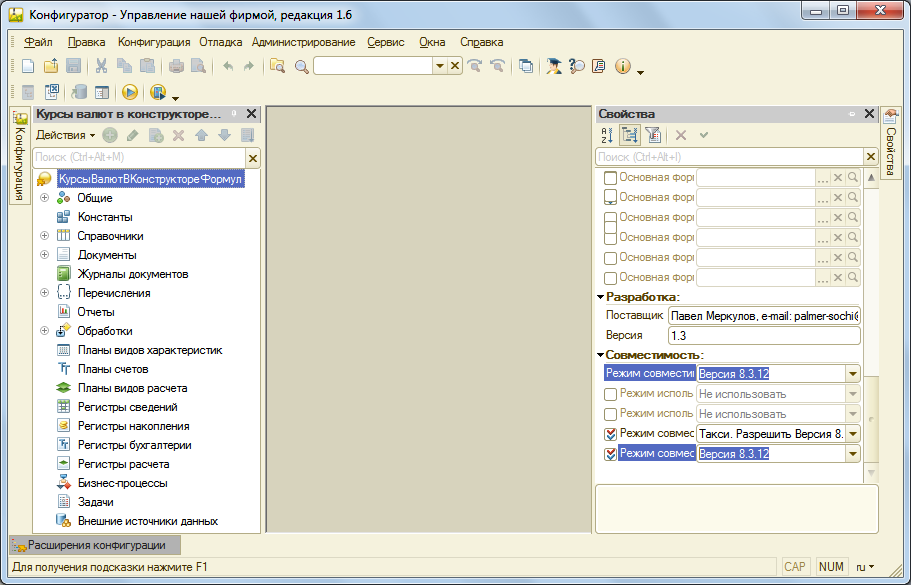 Конфигуратор - Управление нашей фирмой, редакция 1.6
Файл Правка Конфигурация Отладка Администрирование Сервис Окна Справка
Конфигурация
Курсы валют в конструкторе...
Действия
Поиск (Ctrl+Alt+M)
КурсыВалютВКонструктореФормул
Общие
Константы
Справочники
Документы
Журналы документов
Перечисления
Отчеты
Обработки
Планы видов характеристик
Планы счетов
Планы видов расчета
Регистры сведений
Регистры накопления
Регистры бухгалтерии
Регистры расчета
Бизнес-процессы
Задачи
Внешние источники данных
Свойства
Поиск (Ctrl+Alt+I)
Основная фор
Основная фор
Основная фор
Основная фор
Основная фор
Основная фор
Разработка:
Поставщик Павел Меркулов, e-mail: palmer-sochi@
Версия 1.3
Совместимость:
Режим совмести Версия 8.3.12
Режим исполь Не использовать
Режим исполь Не использовать
Режим совмес Такси. Разрешить Версия 8.
Режим совмес Версия 8.3.12
Свойства
Расширения конфигурации
Для получения подсказки нажмите F1 CAP NUM ru